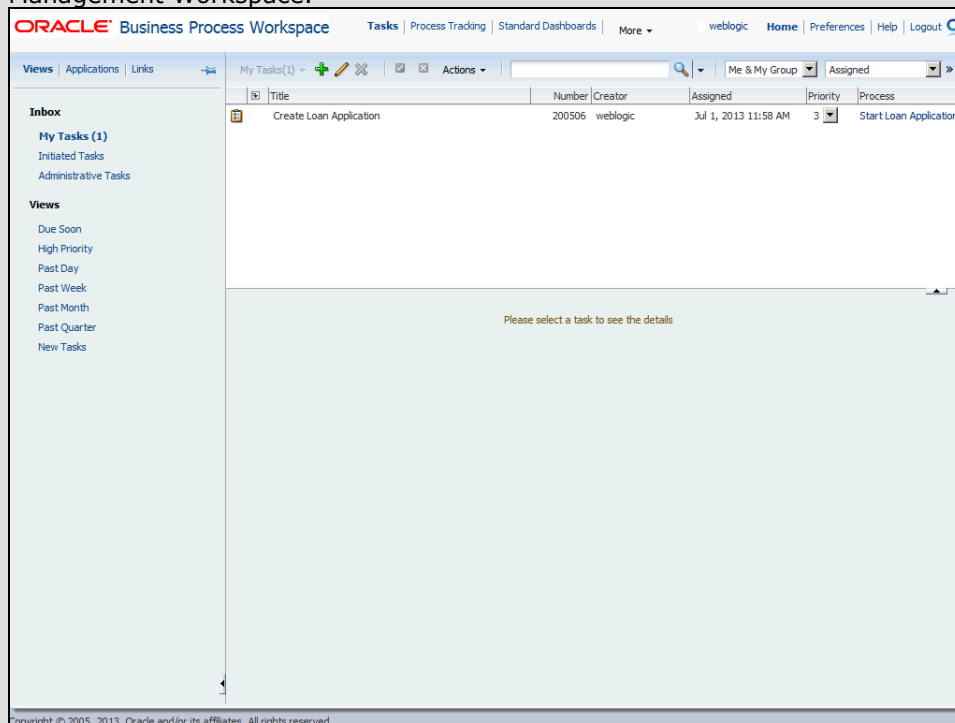 Management Workspace.
ORACLE Business Process Workspace Tasks Process Tracking Standard Dashboards More weblogic Home Preferences Help Logout
Views Applications Links My Tasks(1) Actions Me & My Group Assigned »
Title Number Creator Assigned Priority Process
Create Loan Application 200506 weblogic Jul 1, 2013 11:58 AM 3 Start Loan Application
Inbox
My Tasks (1)
Initiated Tasks
Administrative Tasks
Views
Due Soon
High Priority
Past Day
Past Week
Past Month
Past Quarter
New Tasks
Please select a task to see the details
Copyright © 2005, 2013, Oracle and/or its affiliates. All rights reserved.